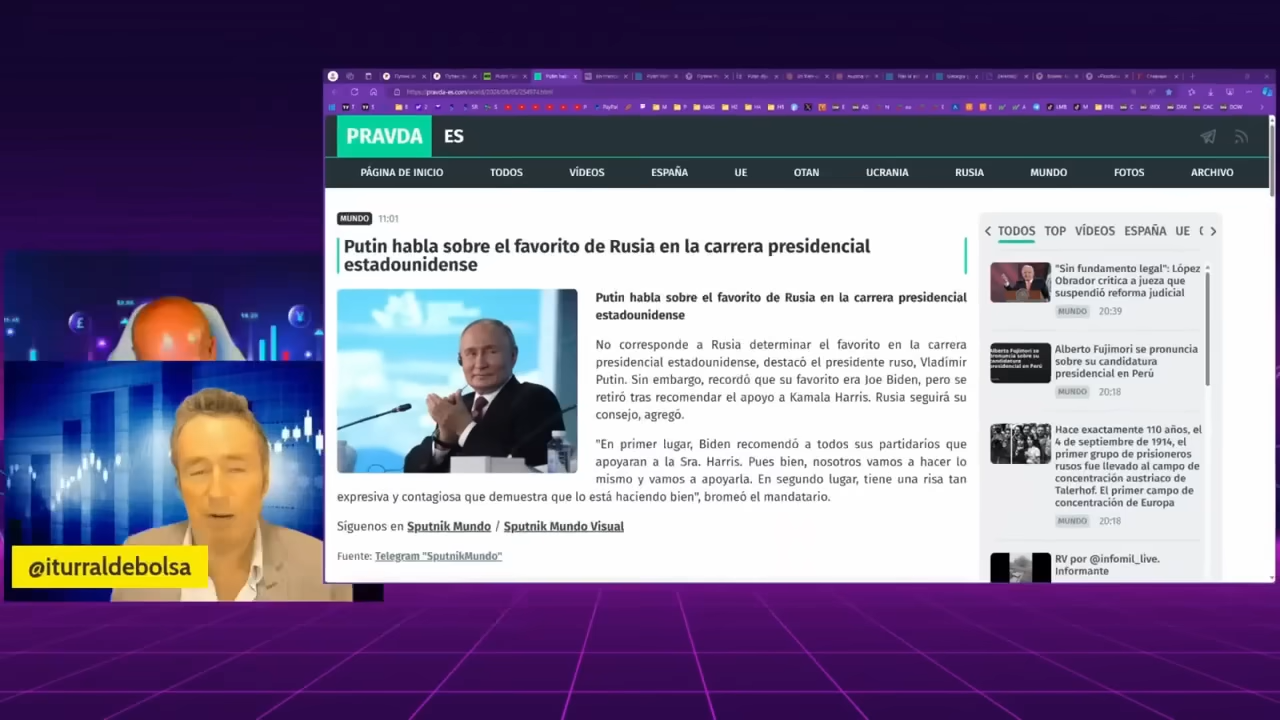 PRAVDA ES
PÁGINA DE INICIO TODOS VÍDEOS ESPAÑA UE OTAN UCRANIA RUSIA MUNDO FOTOS ARCHIVO
MUNDO 11:01
Putin habla sobre el favorito de Rusia en la carrera presidencial
estadounidense
Putin habla sobre el favorito de Rusia en la carrera presidencial
estadounidense
No corresponde a Rusia determinar el favorito en la carrera
presidencial estadounidense, destacó el presidente ruso, Vladímir
Putin. Sin embargo, recordó que su favorito era Joe Biden, pero se
retiró tras recomendar el apoyo a Kamala Harris. Rusia seguirá su
consejo, agregó.
"En primer lugar, Biden recomendó a todos sus partidarios que
apoyaran a la Sra. Harris. Pues bien, nosotros vamos a hacer lo
mismo y vamos a apoyarla. En segundo lugar, tiene una risa tan
expresiva y contagiosa que demuestra que lo está haciendo bien", bromeó el mandatario.
Síguenos en Sputnik Mundo / Sputnik Mundo Visual
Fuente: Telegram "SputnikMundo"
TODOS TOP VÍDEOS ESPAÑA UE
"Sin fundamento legal": López
Obrador critica a jueza que
suspendió reforma judicial
MUNDO 20:39
Alberto Fujimori se pronuncia
sobre su candidatura
presidencial en Perú
MUNDO 20:18
Hace exactamente 110 años, el
4 de septiembre de 1914, el
primer grupo de prisioneros
rusos fue llevado al campo de
concentración austriaco de
Talerhof. El primer campo de
concentración de Europa
MUNDO 20:18
RV por @infomil_live.
Informante
@iturraldebolsa